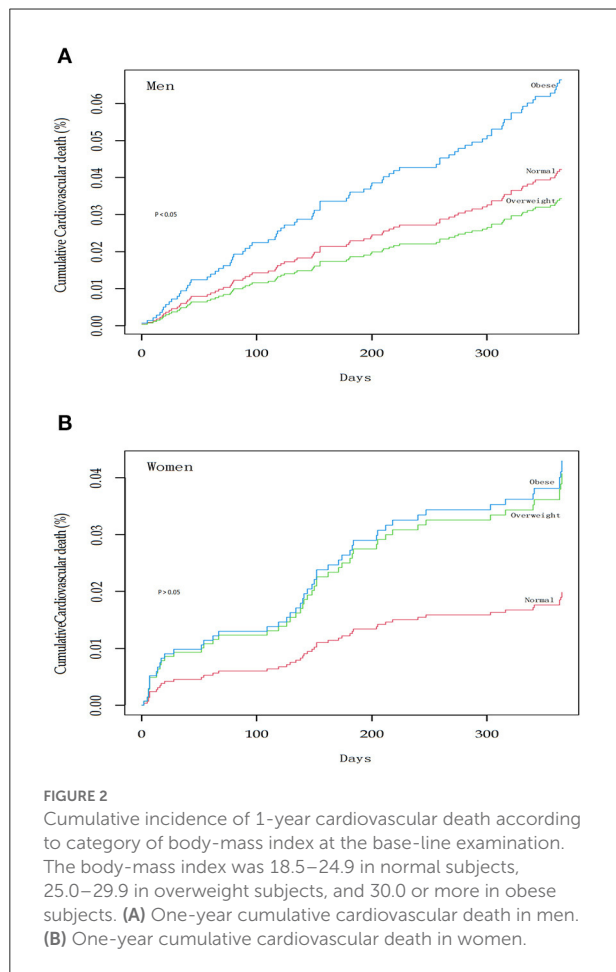 A
Men
Cumulative Cardiovascular death (%)
0.06
0.05
0.04
0.03
0.02
0.01
0.00
Obese
Normal
Overweight
P < 0.05
0 100 200 300
Days
B
Women
CumulativeCardiovascular death (%)
0.04
0.03
0.02
0.01
0.00
Obese
Overweight
Normal
P > 0.05
0 100 200 300
Days
FIGURE 2
Cumulative incidence of 1-year cardiovascular death according
to category of body-mass index at the base-line examination.
The body-mass index was 18.5–24.9 in normal subjects,
25.0–29.9 in overweight subjects, and 30.0 or more in obese
subjects. (A) One-year cumulative cardiovascular death in men.
(B) One-year cumulative cardiovascular death in women.